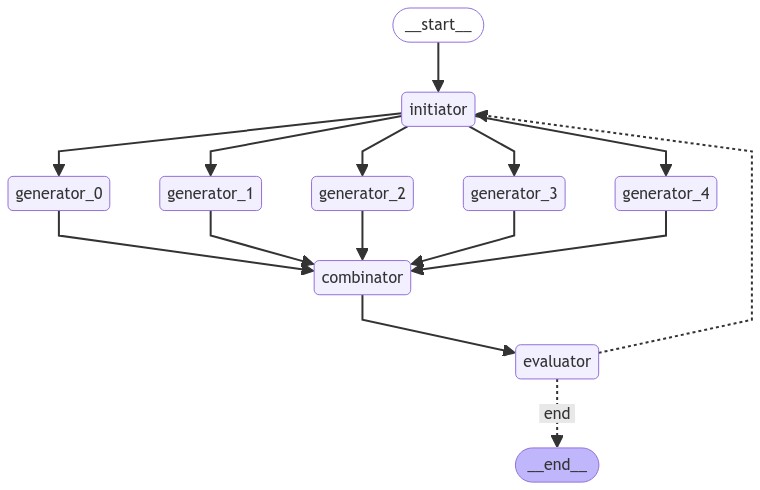 __start__
initiator
generator_0
generator_1
generator_2
generator_3
generator_4
combinator
evaluator
end
__end__